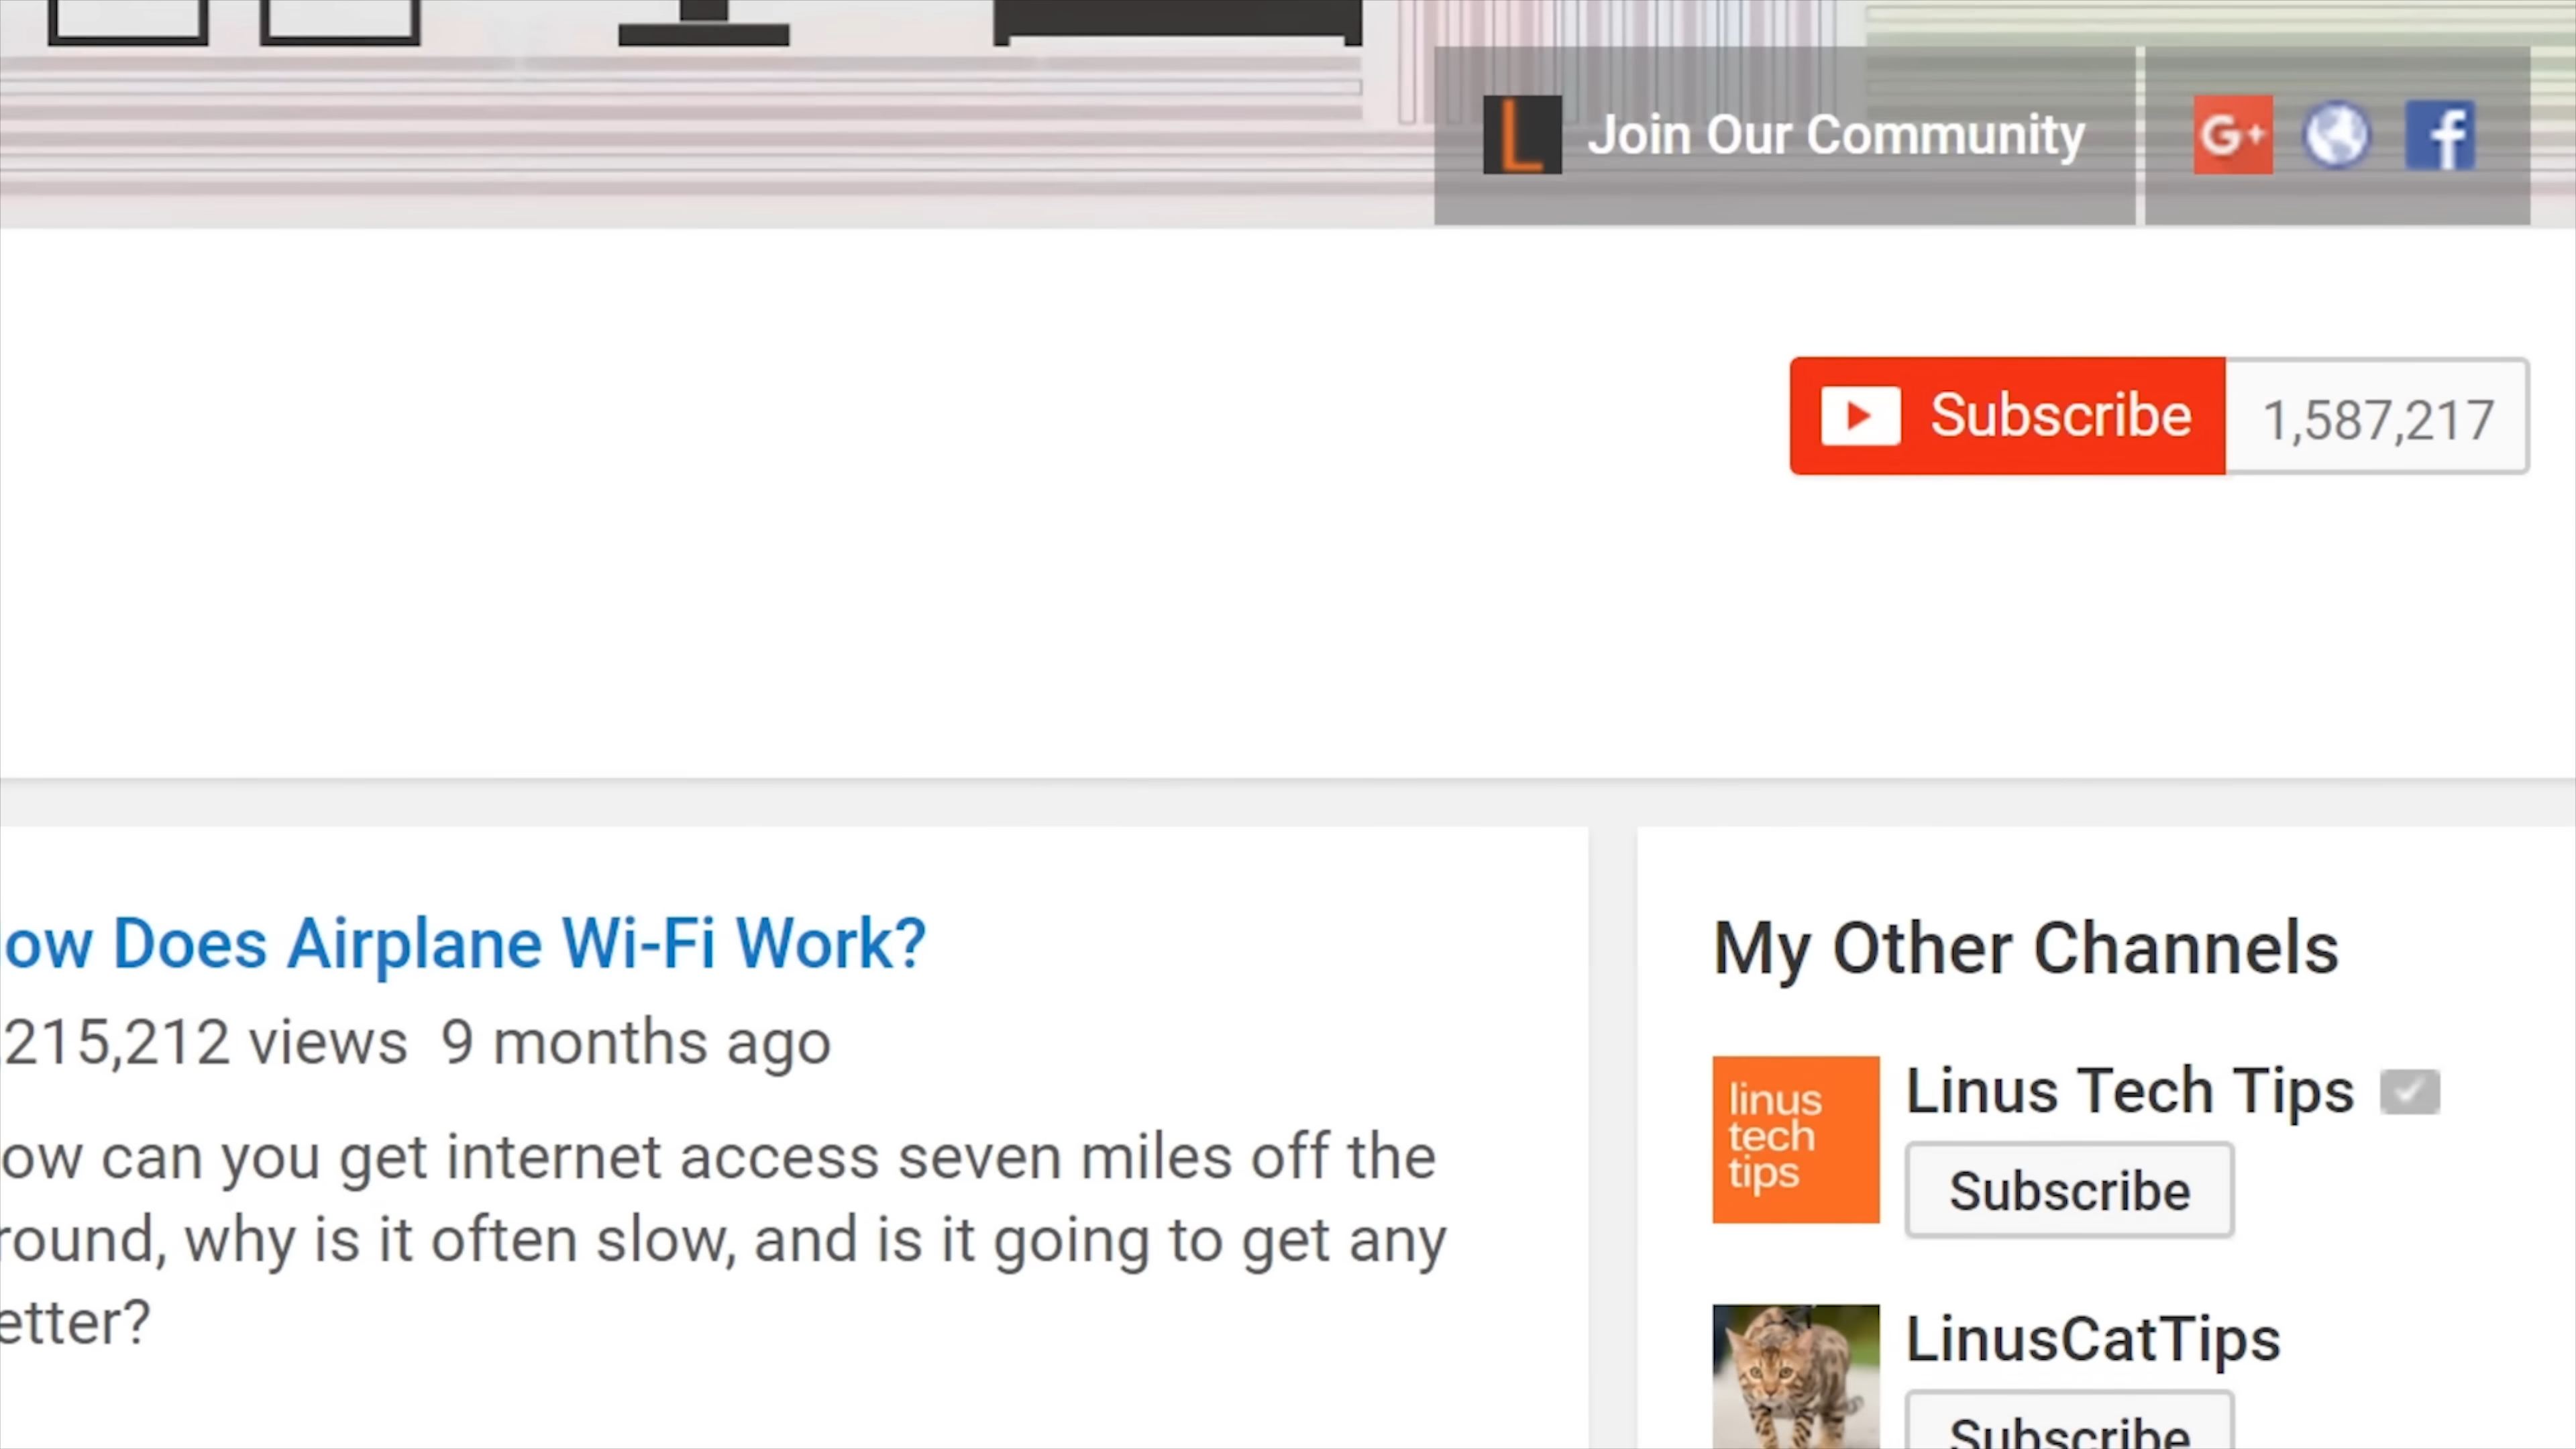 Join Our Community
G+
f
Subscribe 1,587,217
ow Does Airplane Wi-Fi Work?
215,212 views 9 months ago
ow can you get internet access seven miles off the
round, why is it often slow, and is it going to get any
etter?
My Other Channels
linus
tech
tips
Linus Tech Tips
Subscribe
LinusCatTips
Subscribe